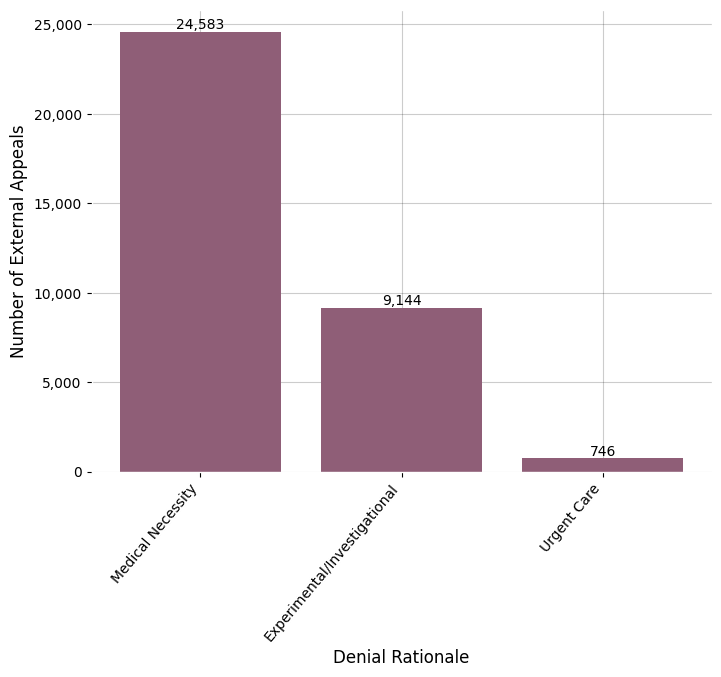 Number of External Appeals
25,000
20,000
15,000
10,000
5,000
0
24,583
9,144
746
Medical Necessity
Experimental/Investigational
Urgent Care
Denial Rationale